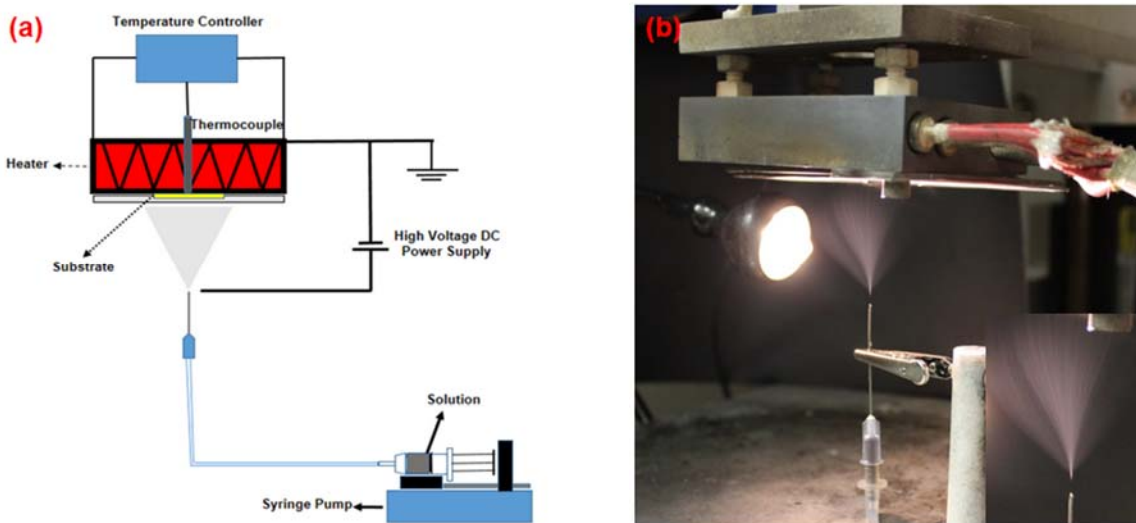 (a)
Temperature Controller
Thermocouple
Heater
Substrate
High Voltage DC
Power Supply
Solution
Syringe Pump
(b)